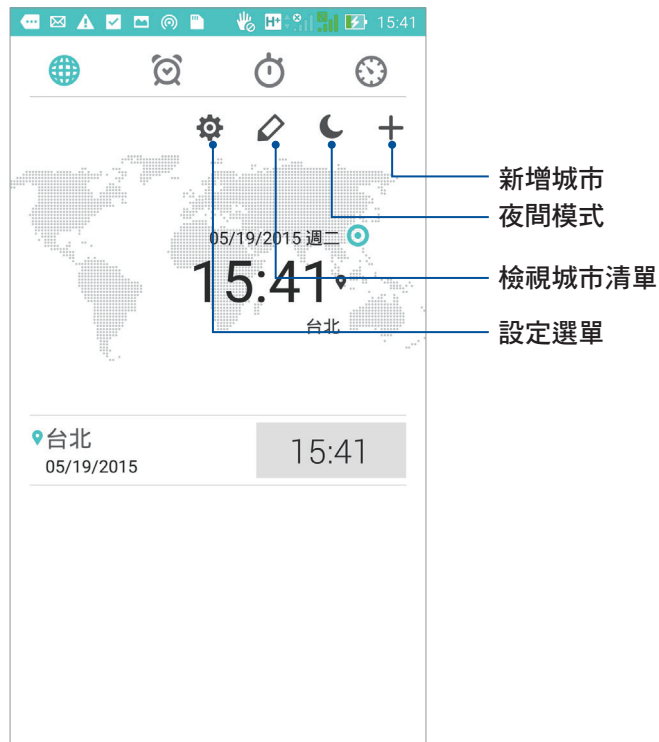 H+ 15:41
新增城市
夜間模式
05/19/2015 週二
15:41
檢視城市清單
台北
設定選單
台北
15:41
05/19/2015